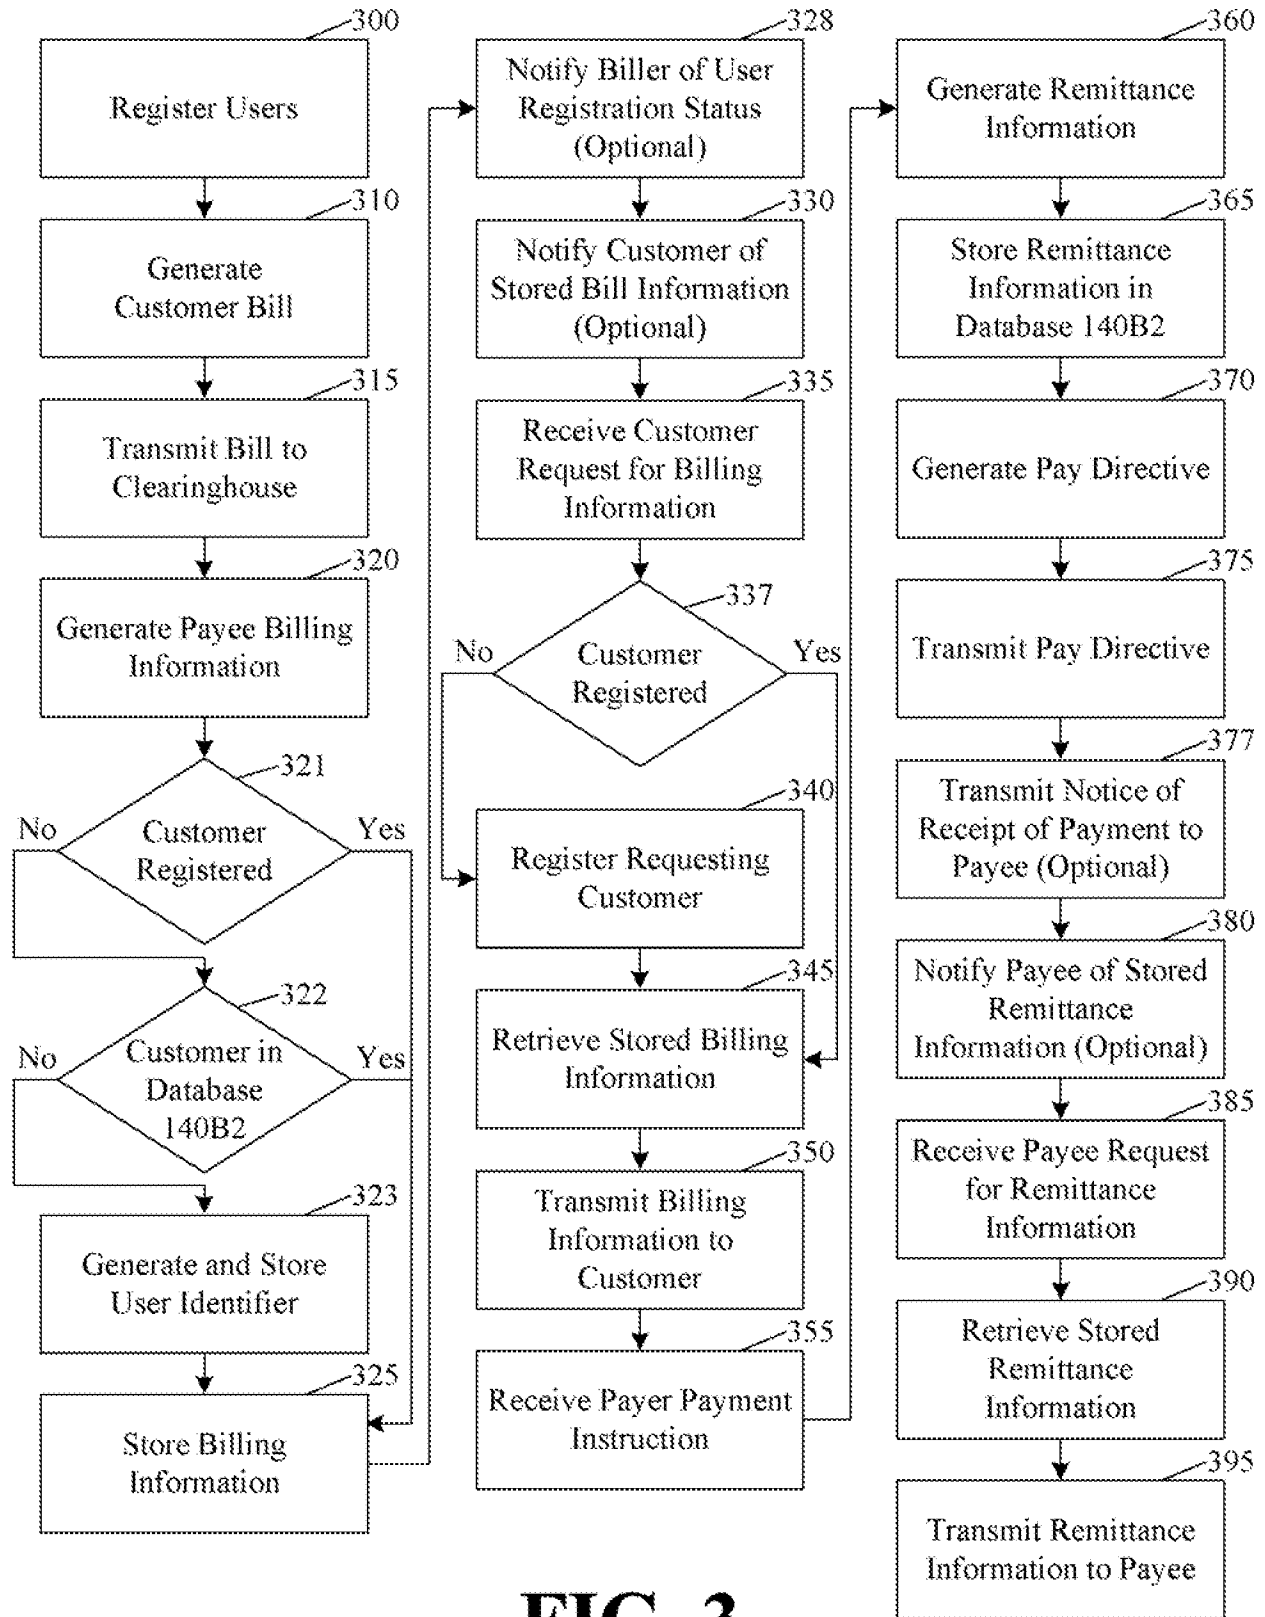 300
Register Users
310
Generate
Customer Bill
315
Transmit Bill to
Clearinghouse
320
Generate Payee Billing
Information
321
Customer
Registered
No
Yes
322
Customer in
Database
140B2
No
Yes
323
Generate and Store
User Identifier
325
Store Billing
Information
328
Notify Biller of User
Registration Status
(Optional)
330
Notify Customer of
Stored Bill Information
(Optional)
335
Receive Customer
Request for Billing
Information
337
Customer
Registered
No
Yes
340
Register Requesting
Customer
345
Retrieve Stored Billing
Information
350
Transmit Billing
Information to
Customer
355
Receive Payer Payment
Instruction
360
Generate Remittance
Information
365
Store Remittance
Information in
Database 140B2
370
Generate Pay Directive
375
Transmit Pay Directive
377
Transmit Notice of
Receipt of Payment to
Payee (Optional)
380
Notify Payee of Stored
Remittance
Information (Optional)
385
Receive Payee Request
for Remittance
Information
390
Retrieve Stored
Remittance
Information
395
Transmit Remittance
Information to Payee
FIG. 3